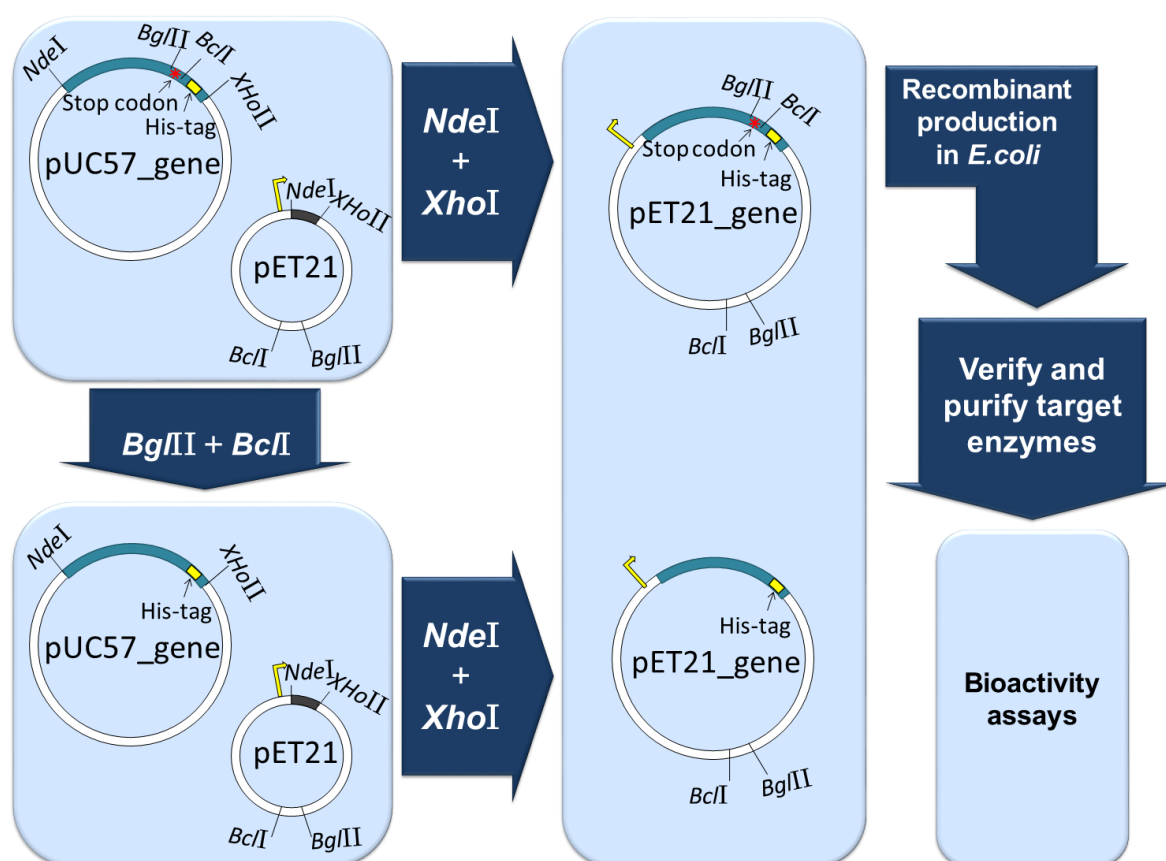 NdeI
BglII
BclI
XHoII
Stop codon
His-tag
pUC57_gene
NdeI
XHoII
pET21
BclI
BglII
NdeI
+
XhoI
BglII
BclI
Stop codon
His-tag
pET21_gene
BclI
BglII
Recombinant
production
in E.coli
BglII + BclI
Verify and
purify target
enzymes
NdeI
XHoII
His-tag
pUC57_gene
NdeI
XHoII
pET21
BclI
BglII
NdeI
+
XhoI
His-tag
pET21_gene
BclI
BglII
Bioactivity
assays